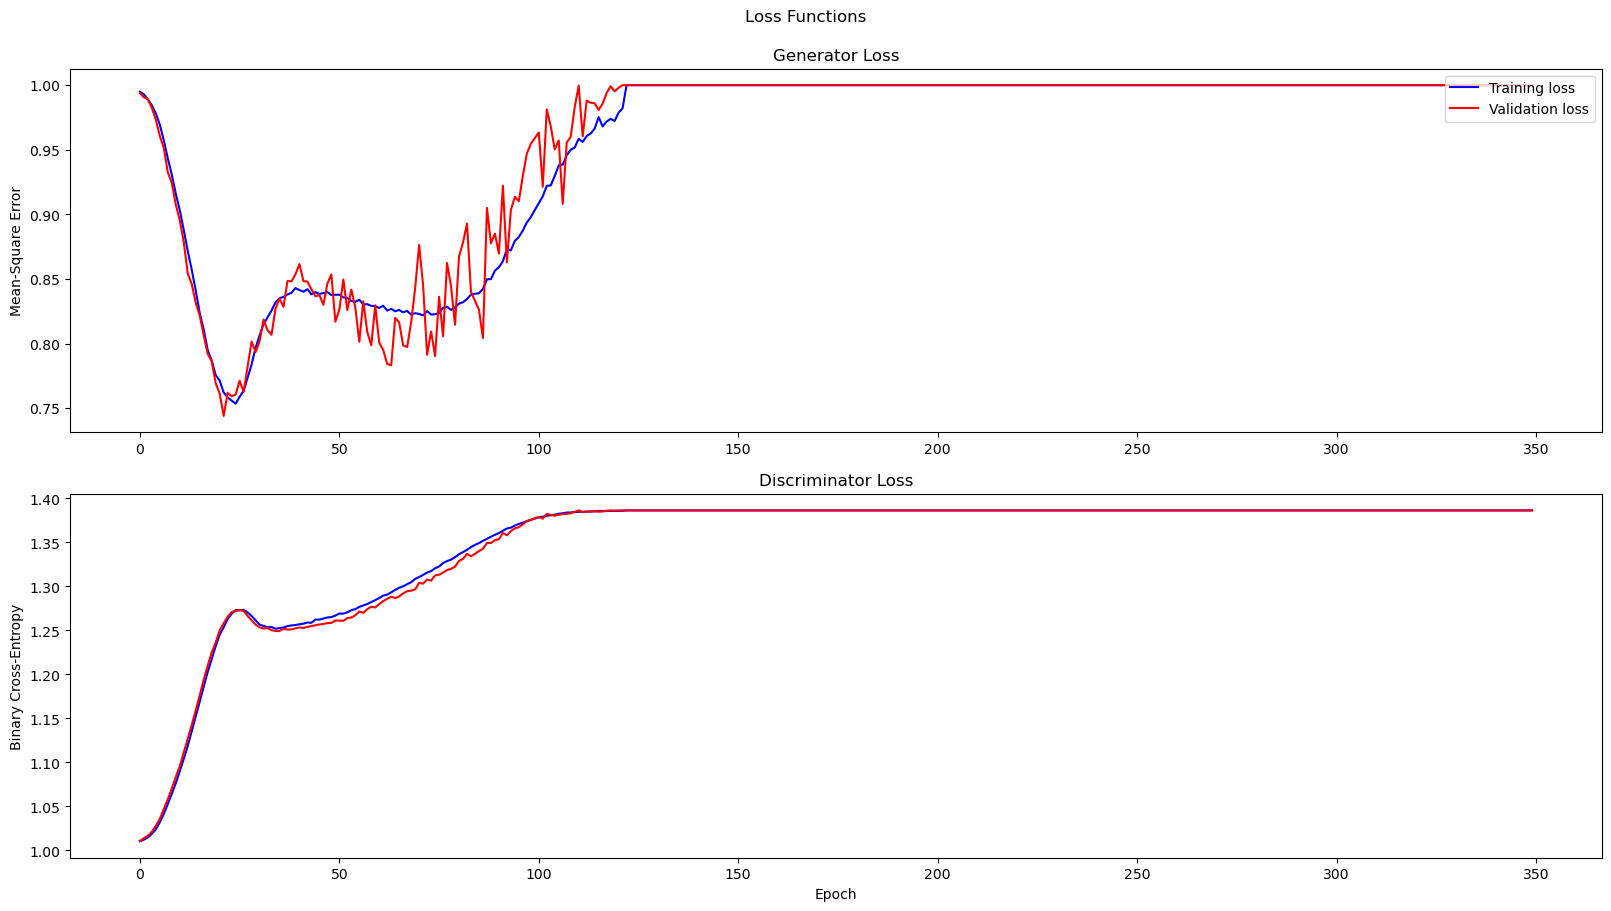 Loss Functions
Generator Loss
Mean-Square Error
1.00
0.95
0.90
0.85
0.80
0.75
Training loss
Validation loss
0 50 100 150 200 250 300 350
Discriminator Loss
Binary Cross-Entropy
1.40
1.35
1.30
1.25
1.20
1.15
1.10
1.05
1.00
0 50 100 150 200 250 300 350
Epoch